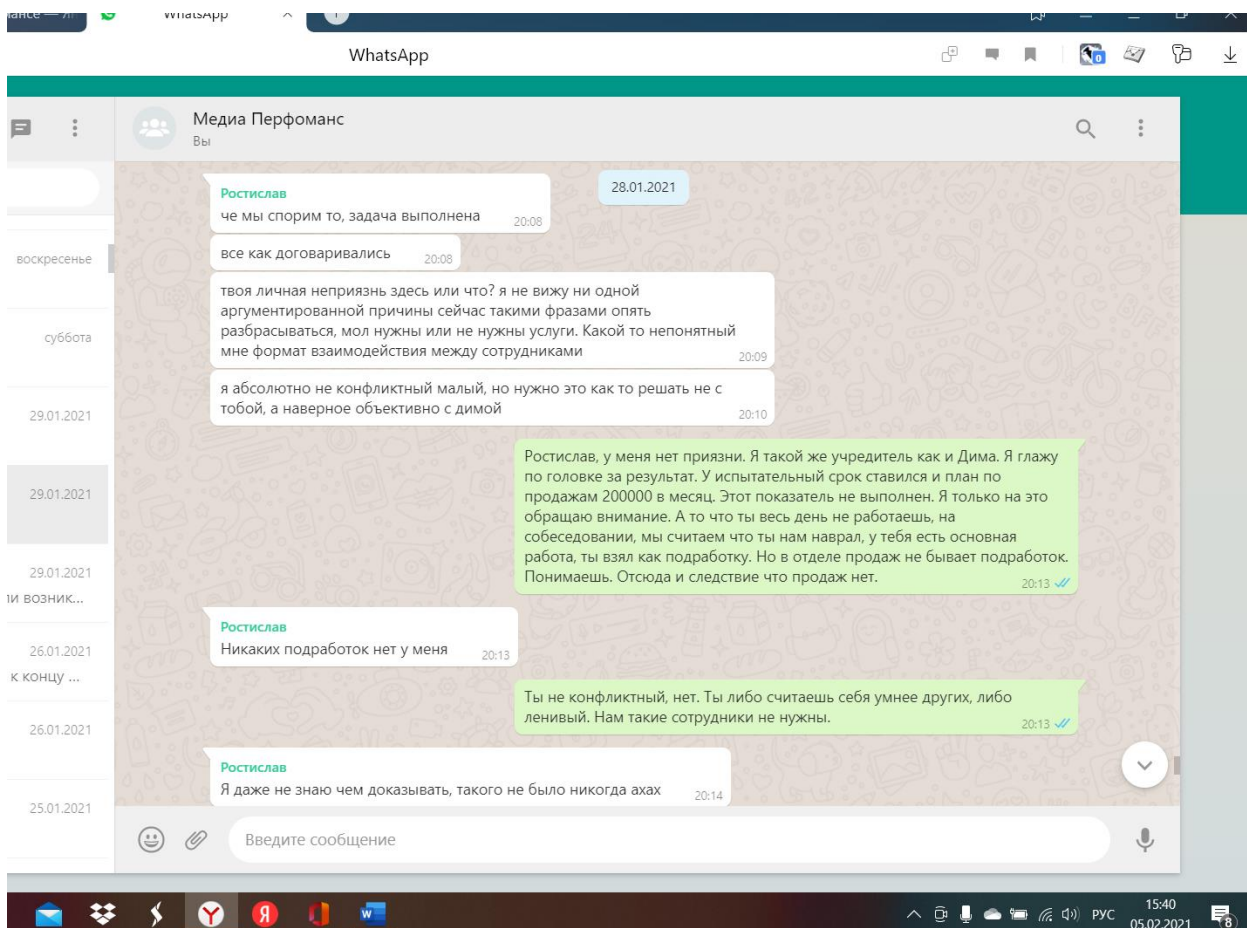 WhatsApp
WhatsApp
0
Медиа Перфоманс
Вы
28.01.2021
Ростислав
че мы спорим то, задача выполнена 20:08
все как договаривались 20:08
твоя личная неприязнь здесь или что? я не вижу ни одной
аргументированной причины сейчас такими фразами опять
разбрасываться, мол нужны или не нужны услуги. Какой то непонятный
мне формат взаимодействия между сотрудниками 20:09
я абсолютно не конфликтный малый, но нужно это как то решать не с
тобой, а наверное объективно с димой 20:10
Ростислав, у меня нет приязни. Я такой же учредитель как и Дима. Я глажу
по головке за результат. У испытательный срок ставился и план по
продажам 200000 в месяц. Этот показатель не выполнен. Я только на это
обращаю внимание. А то что ты весь день не работаешь, на
собеседовании, мы считаем что ты нам наврал, у тебя есть основная
работа, ты взял как подработку. Но в отделе продаж не бывает подработок.
Понимаешь. Отсюда и следствие что продаж нет. 20:13
Ростислав
Никаких подработок нет у меня 20:13
Ты не конфликтный, нет. Ты либо считаешь себя умнее других, либо
ленивый. Нам такие сотрудники не нужны. 20:13
Ростислав
Я даже не знаю чем доказывать, такого не было никогда ахах 20:14
Введите сообщение
воскресенье
суббота
29.01.2021
29.01.2021
29.01.2021
ли возник...
26.01.2021
к концу ...
26.01.2021
25.01.2021
РУС
15:40
05.02.2021
8